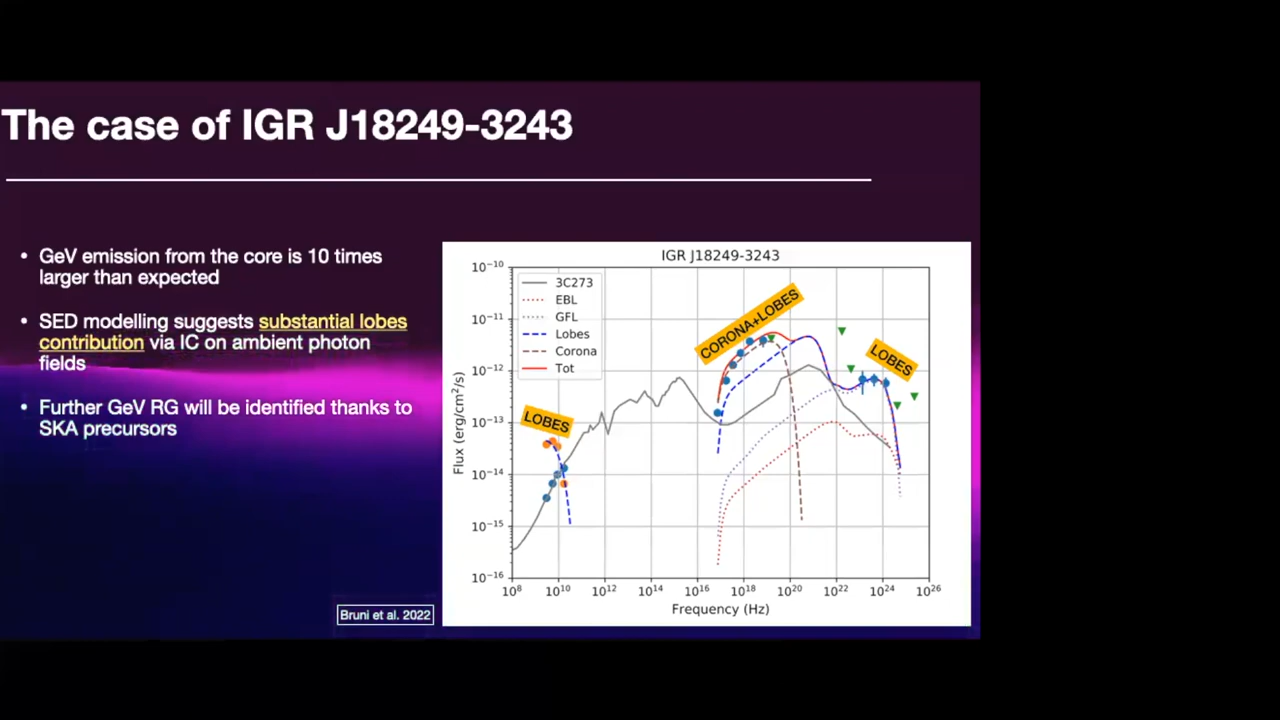 The case of IGR J18249-3243
• GeV emission from the core is 10 times
larger than expected
• SED modelling suggests substantial lobes
contribution via IC on ambient photon
fields
• Further GeV RG will be identified thanks to
SKA precursors
Bruni et al. 2022
IGR J18249-3243
3C273
EBL
GFL
Lobes
Corona
Tot
LOBES
CORONA+LOBES
LOBES
Flux (erg/cm²/s)
10⁻¹⁰
10⁻¹¹
10⁻¹²
10⁻¹³
10⁻¹⁴
10⁻¹⁵
10⁻¹⁶
10⁸ 10¹⁰ 10¹² 10¹⁴ 10¹⁶ 10¹⁸ 10²⁰ 10²² 10²⁴ 10²⁶
Frequency (Hz)